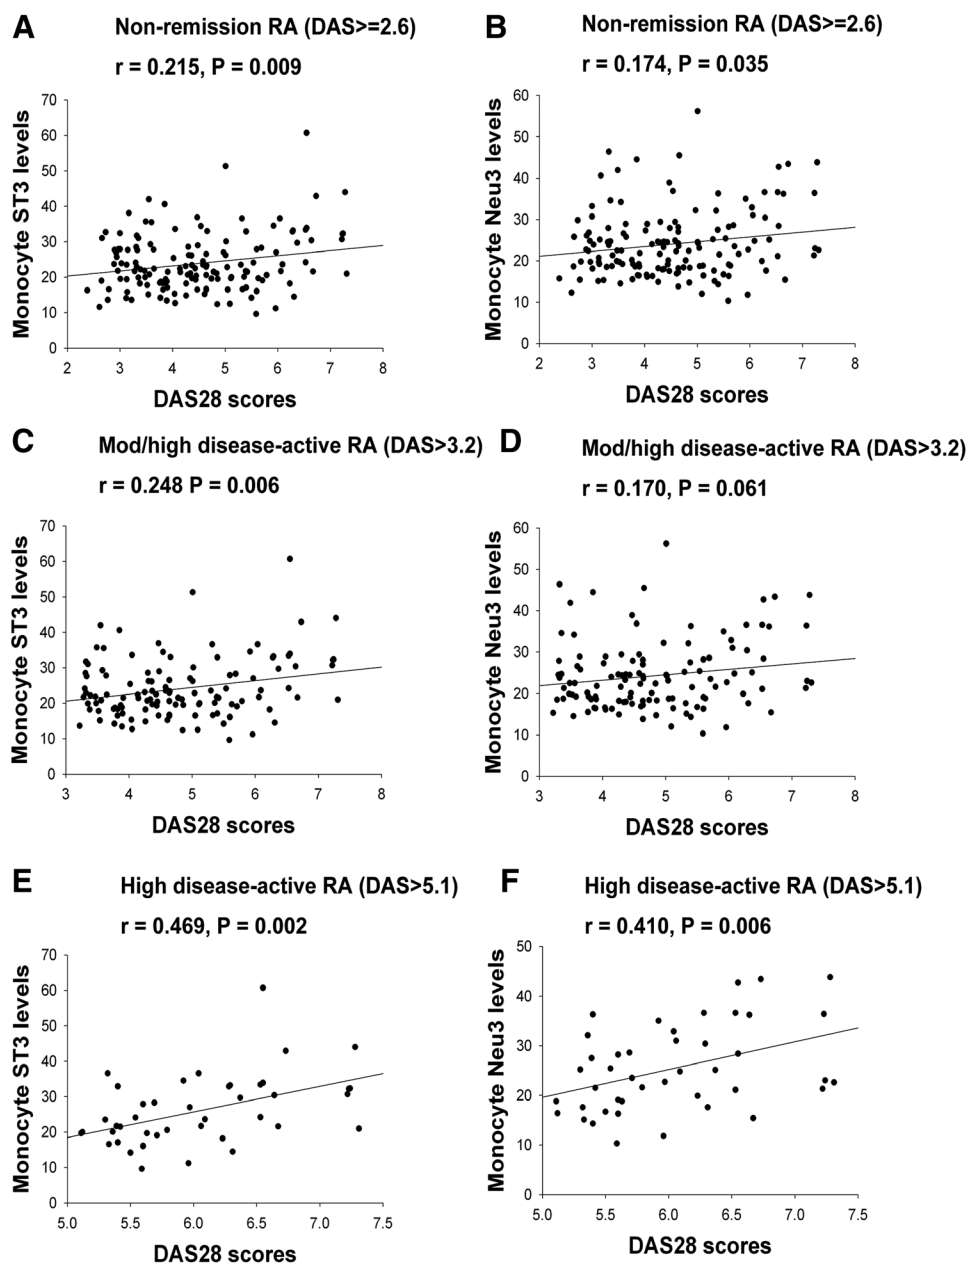 A
Non-remission RA (DAS>=2.6)
r = 0.215, P = 0.009
Monocyte ST3 levels
70
60
50
40
30
20
10
0
2 3 4 5 6 7 8
DAS28 scores
B
Non-remission RA (DAS>=2.6)
r = 0.174, P = 0.035
Monocyte Neu3 levels
60
50
40
30
20
10
0
2 3 4 5 6 7 8
DAS28 scores
C
Mod/high disease-active RA (DAS>3.2)
r = 0.248 P = 0.006
Monocyte ST3 levels
70
60
50
40
30
20
10
0
3 4 5 6 7 8
DAS28 scores
D
Mod/high disease-active RA (DAS>3.2)
r = 0.170, P = 0.061
Monocyte Neu3 levels
60
50
40
30
20
10
0
3 4 5 6 7 8
DAS28 scores
E
High disease-active RA (DAS>5.1)
r = 0.469, P = 0.002
Monocyte ST3 levels
70
60
50
40
30
20
10
0
5.0 5.5 6.0 6.5 7.0 7.5
DAS28 scores
F
High disease-active RA (DAS>5.1)
r = 0.410, P = 0.006
Monocyte Neu3 levels
50
40
30
20
10
0
5.0 5.5 6.0 6.5 7.0 7.5
DAS28 scores